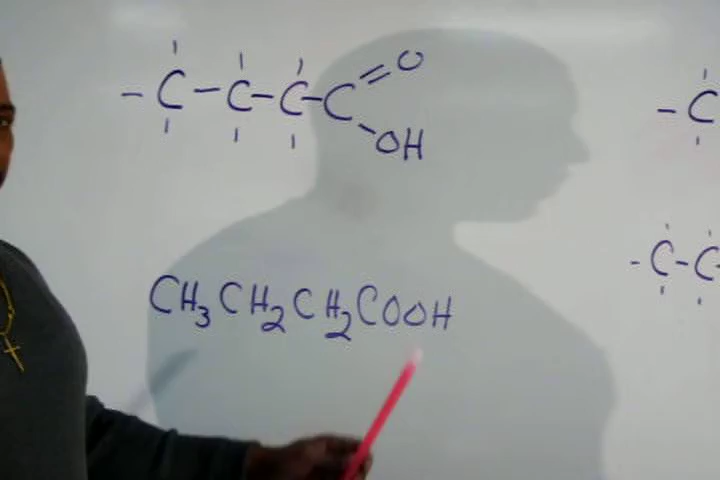 - C - C - C - C = O
OH
- C
- C - C -
CH₃CH₂CH₂COOH